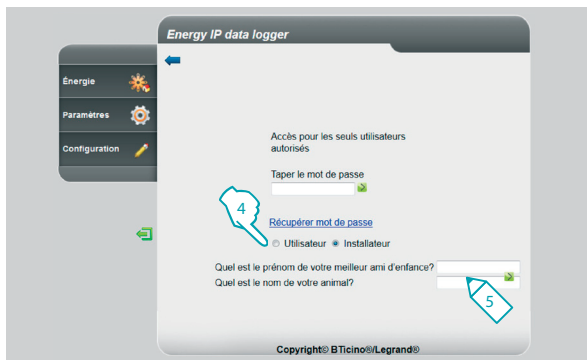 Energy IP data logger
Énergie
Paramètres
Configuration
Accès pour les seuls utilisateurs
autorisés
Taper le mot de passe
4
Récupérer mot de passe
Utilisateur Installateur
Quel est le prénom de votre meilleur ami d'enfance?
Quel est le nom de votre animal?
5
Copyright© BTicino®/Legrand®